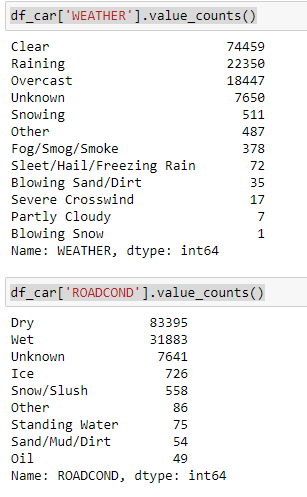 df_car['WEATHER'].value_counts()
Clear 74459
Raining 22350
Overcast 18447
Unknown 7650
Snowing 511
Other 487
Fog/Smog/Smoke 378
Sleet/Hail/Freezing Rain 72
Blowing Sand/Dirt 35
Severe Crosswind 17
Partly Cloudy 7
Blowing Snow 1
Name: WEATHER, dtype: int64
df_car['ROADCOND'].value_counts()
Dry 83395
Wet 31883
Unknown 7641
Ice 726
Snow/Slush 558
Other 86
Standing Water 75
Sand/Mud/Dirt 54
Oil 49
Name: ROADCOND, dtype: int64